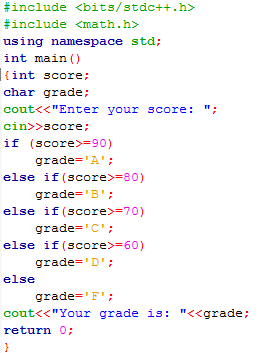 #include <bits/stdc++.h>
#include <math.h>
using namespace std;
int main()
{int score;
char grade;
cout<<"Enter your score: ";
cin>>score;
if (score>=90)
    grade='A';
else if(score>=80)
    grade='B';
else if(score>=70)
    grade='C';
else if(score>=60)
    grade='D';
else
    grade='F';
cout<<"Your grade is: "<<grade;
return 0;
}